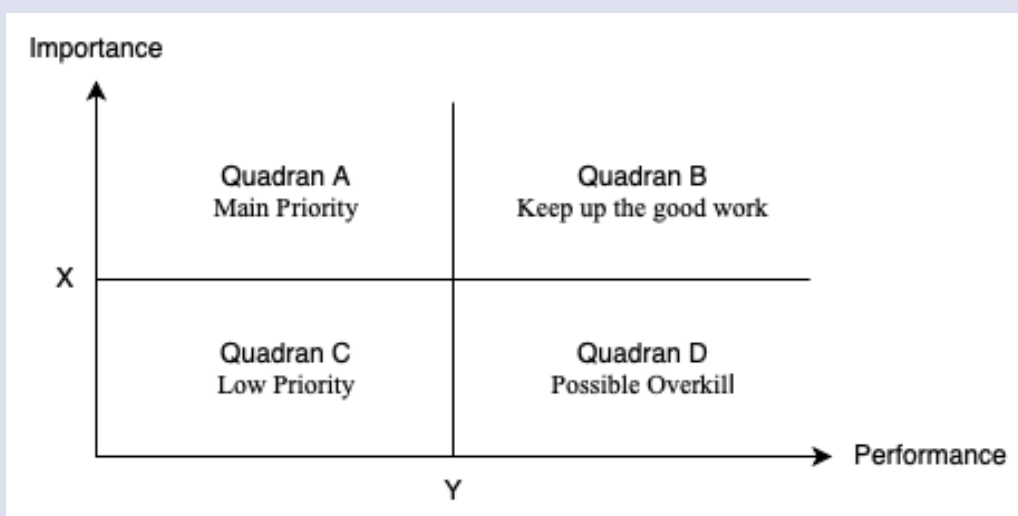 Importance
Quadran A
Main Priority
Quadran B
Keep up the good work
X
Quadran C
Low Priority
Quadran D
Possible Overkill
Performance
Y